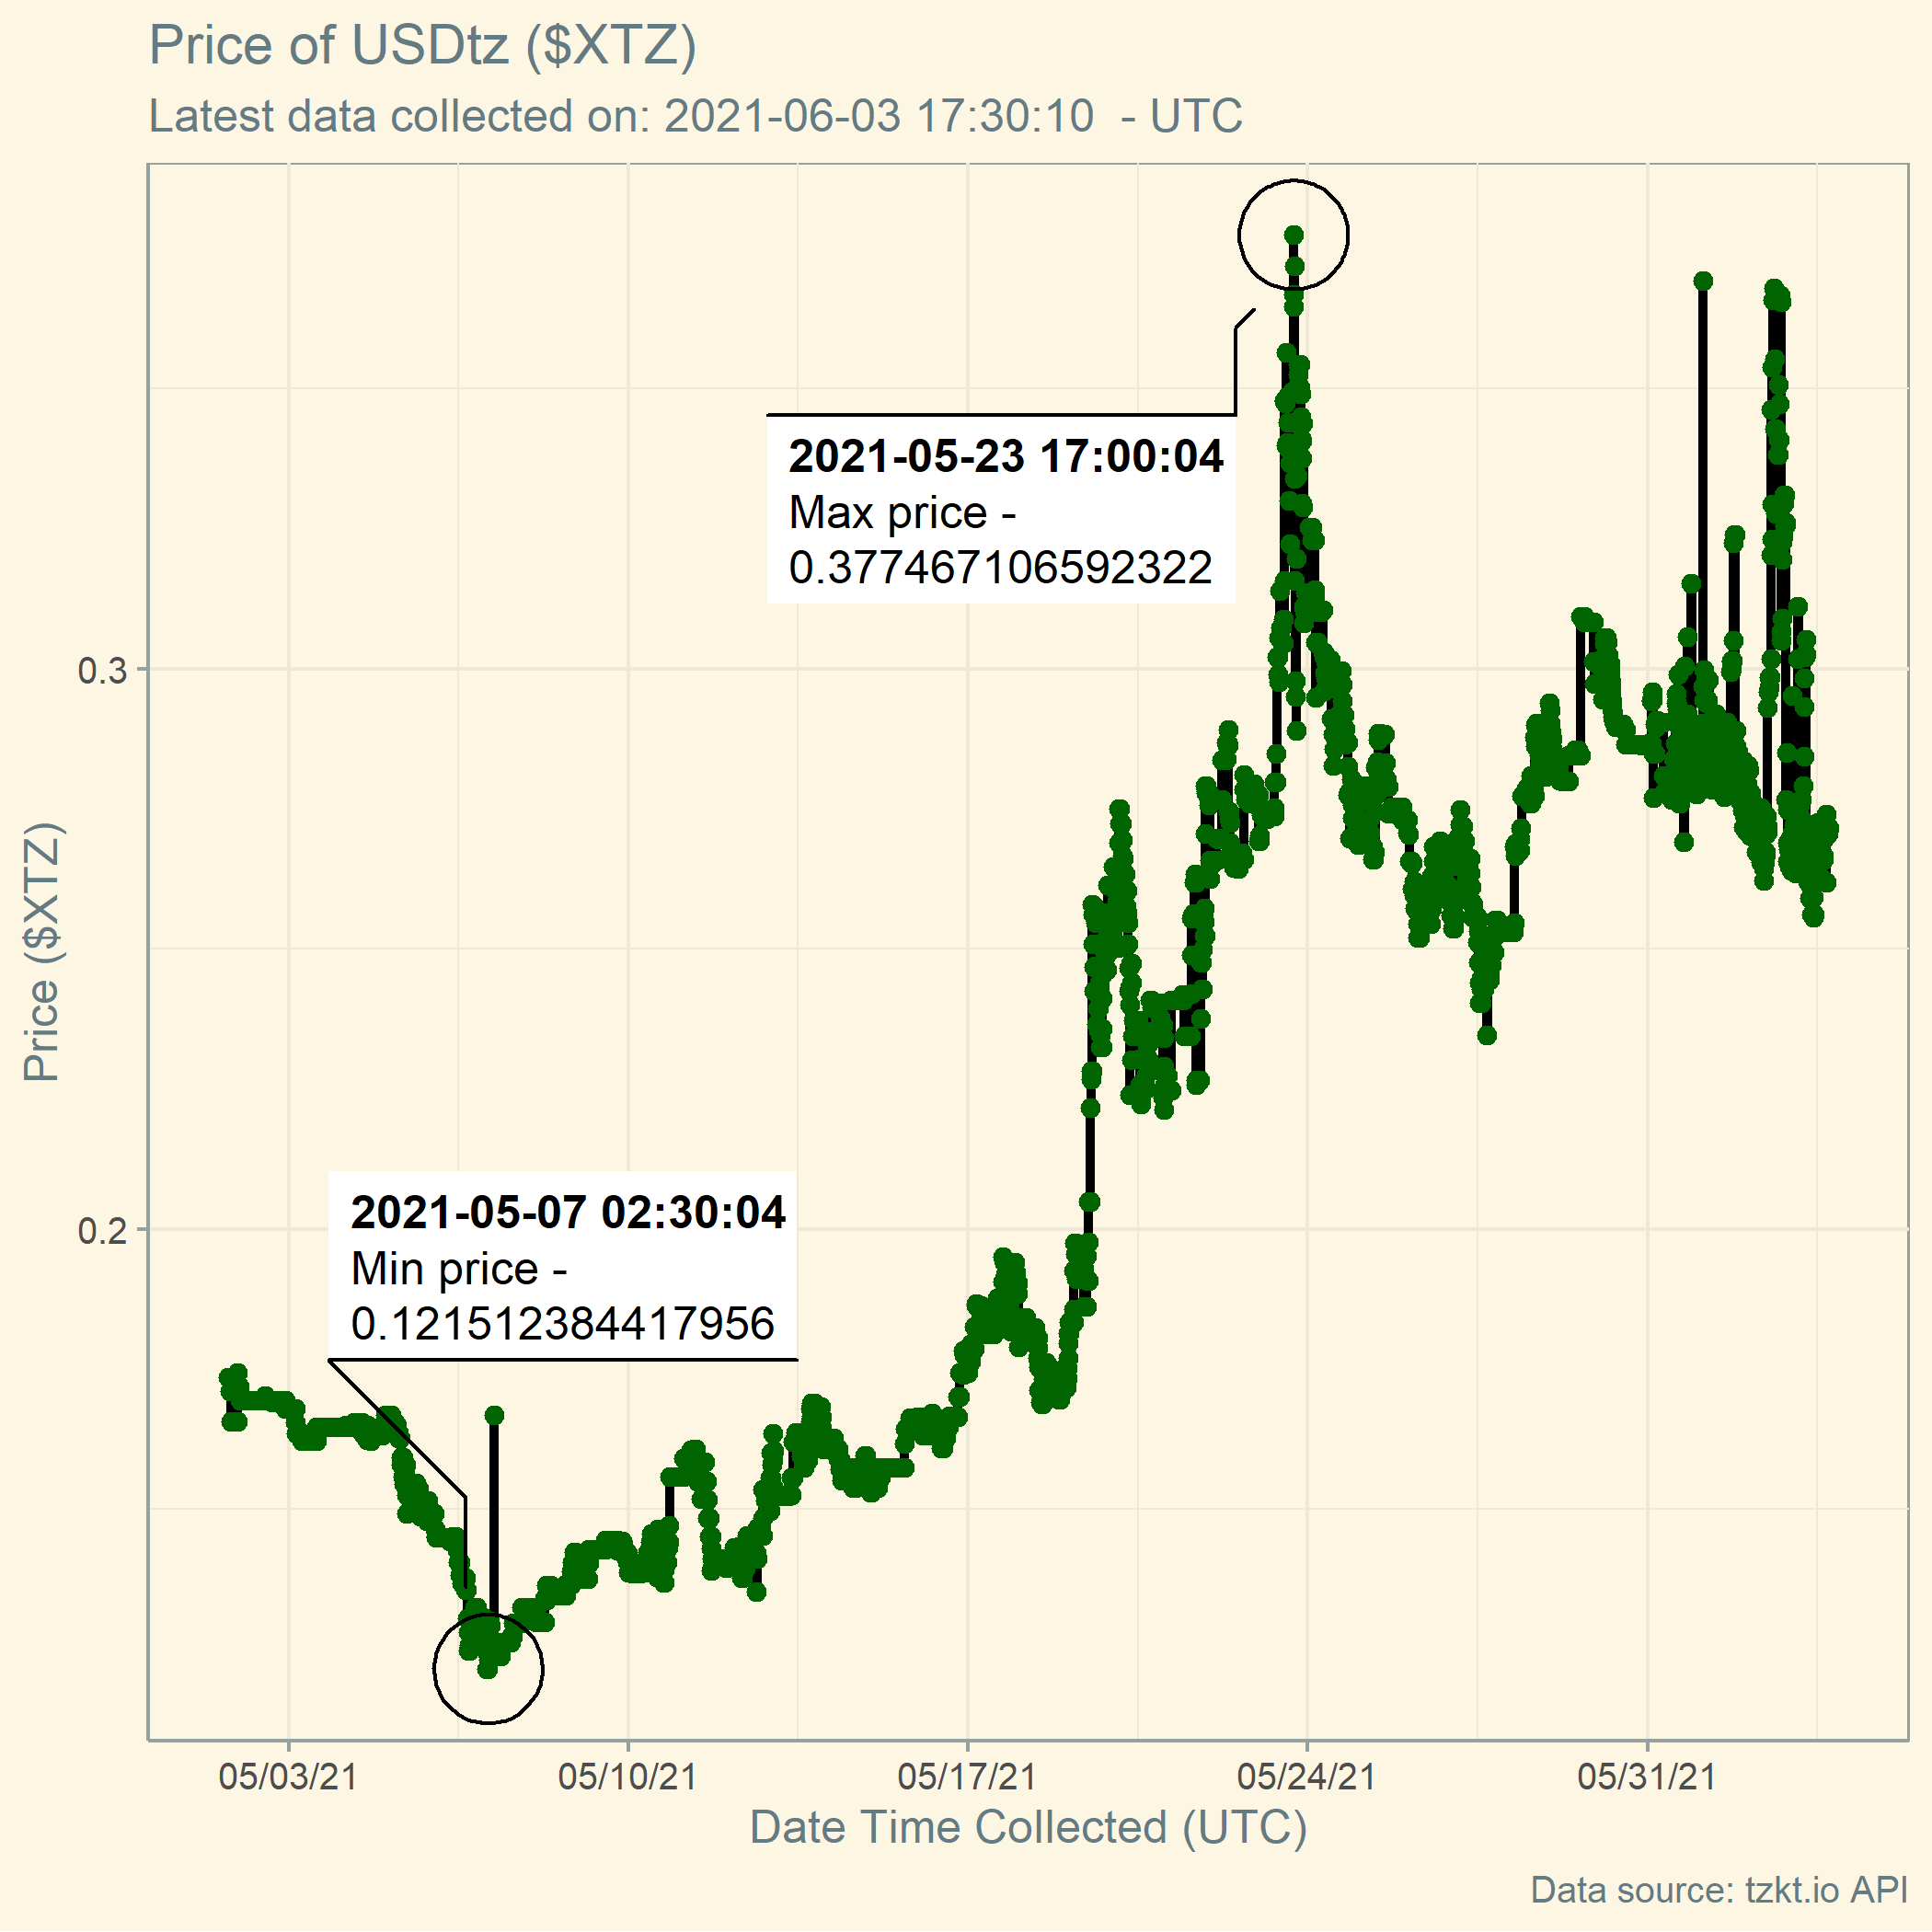 Price of USDtz ($XTZ)
Latest data collected on: 2021-06-03 17:30:10  - UTC
2021-05-23 17:00:04
Max price -
0.377467106592322
0.3
Price ($XTZ)
0.2
2021-05-07 02:30:04
Min price -
0.121512384417956
05/03/21
05/10/21
05/17/21
05/24/21
05/31/21
Date Time Collected (UTC)
Data source: tzkt.io API